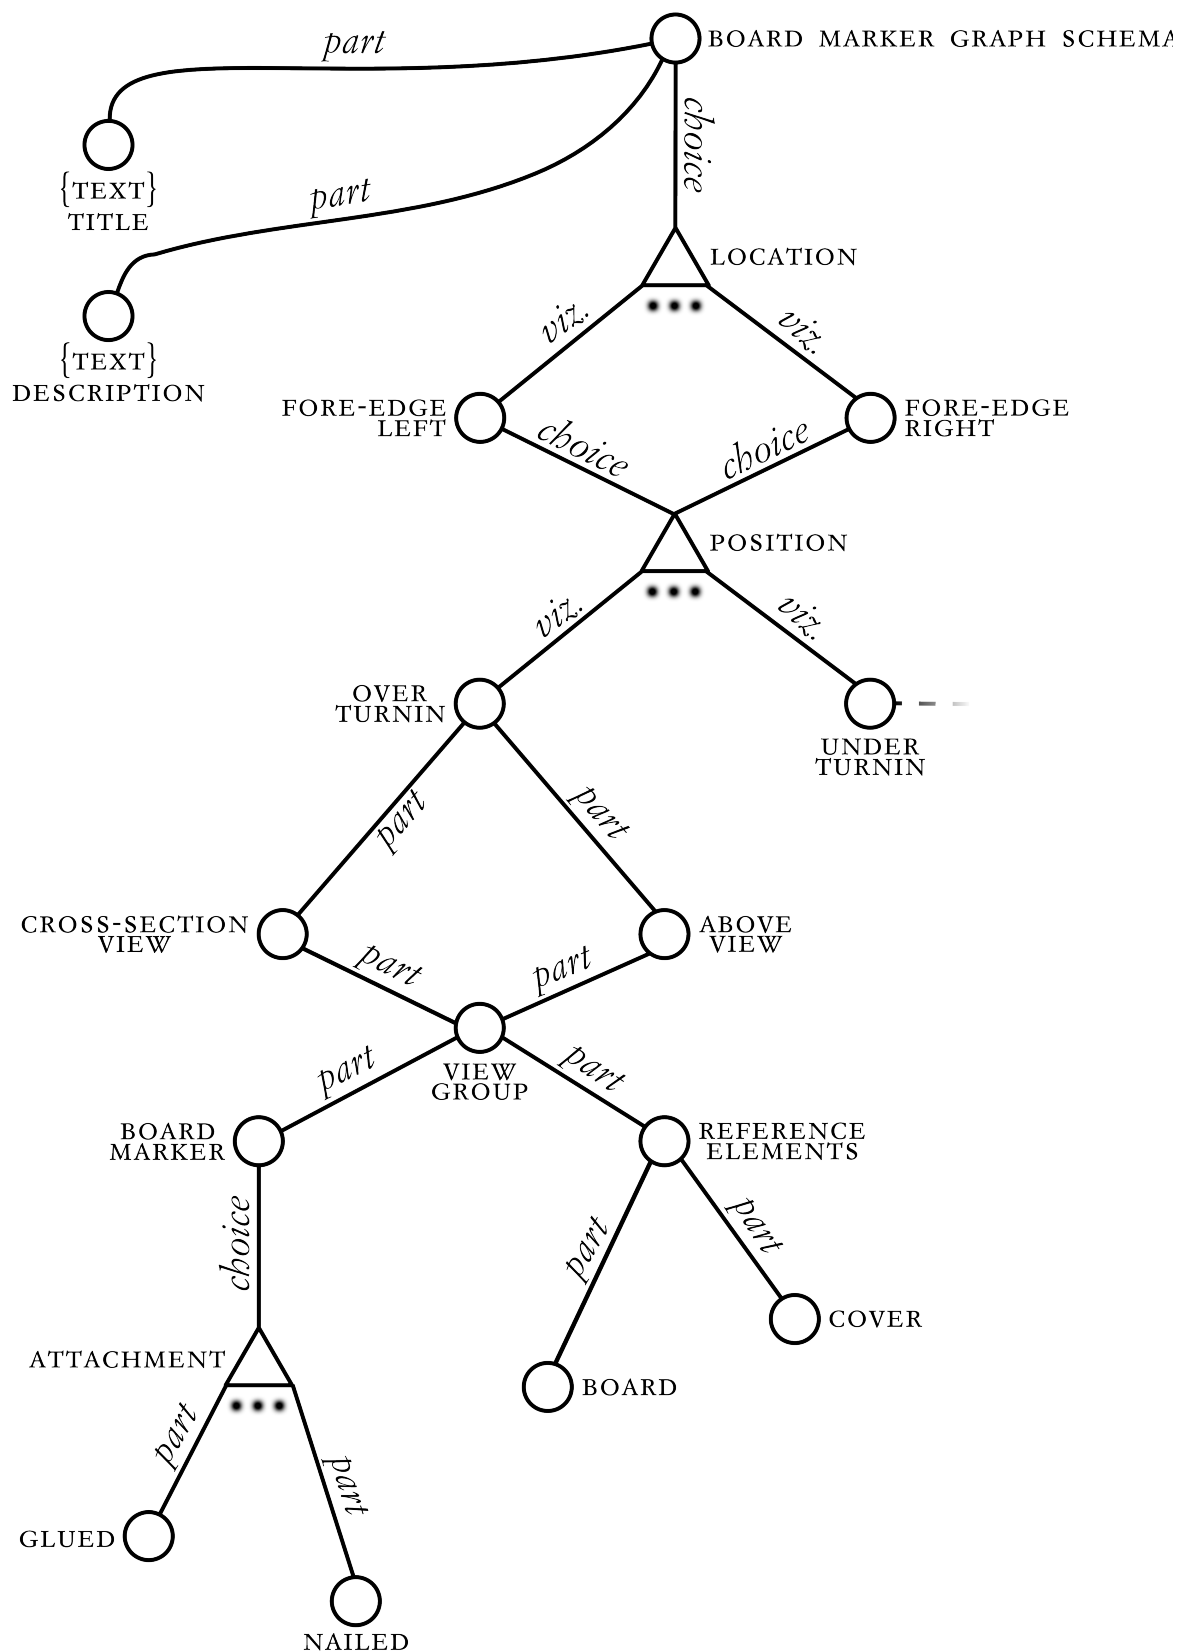 part
BOARD MARKER GRAPH SCHEMA
choice
{TEXT}
TITLE
part
LOCATION
viz.
viz.
{TEXT}
DESCRIPTION
FORE-EDGE
LEFT
FORE-EDGE
RIGHT
choice
choice
POSITION
viz.
viz.
OVER
TURNIN
UNDER
TURNIN
part
part
CROSS-SECTION
VIEW
ABOVE
VIEW
part
part
VIEW
GROUP
part
part
BOARD
MARKER
REFERENCE
ELEMENTS
choice
part
part
COVER
ATTACHMENT
BOARD
part
part
GLUED
NAILED